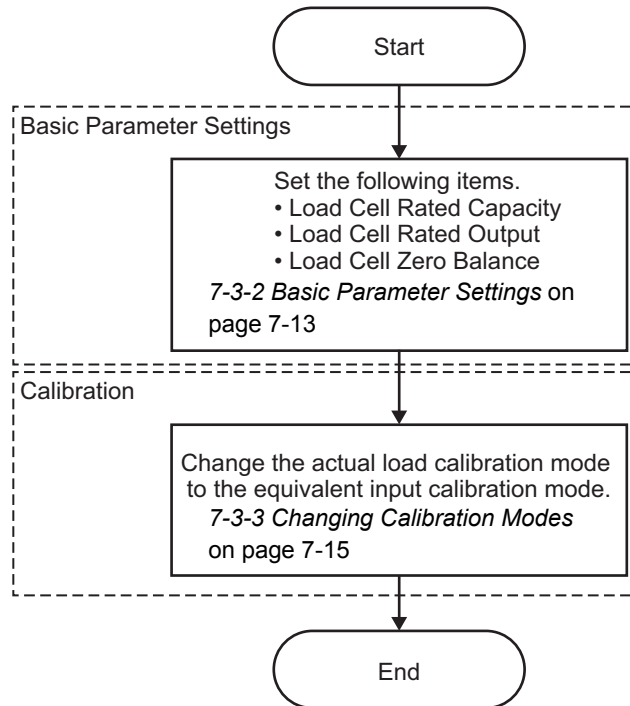 Start
Basic Parameter Settings
Set the following items.
• Load Cell Rated Capacity
• Load Cell Rated Output
• Load Cell Zero Balance
7-3-2 Basic Parameter Settings on
page 7-13
Calibration
Change the actual load calibration mode
to the equivalent input calibration mode.
7-3-3 Changing Calibration Modes
on page 7-15
End